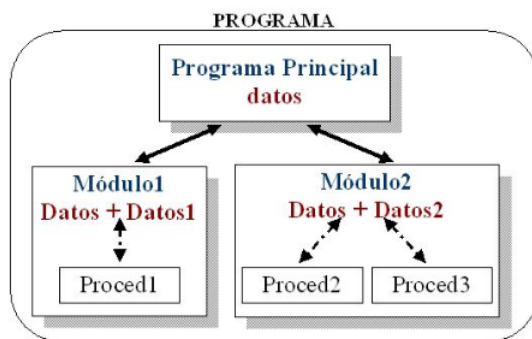 PROGRAMA
Programa Principal
datos
Módulo1
Datos + Datos1
Proced1
Módulo2
Datos + Datos2
Proced2
Proced3